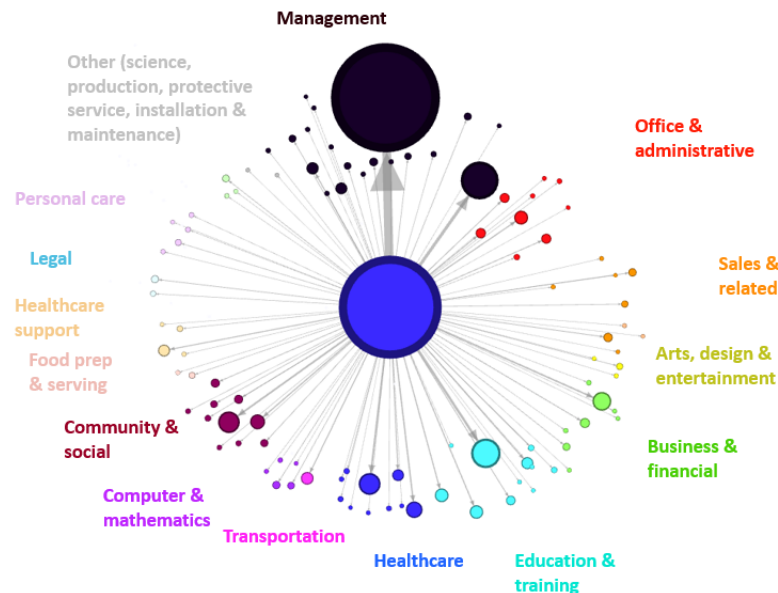 Management
Other (science,
production, protective
service, installation &
maintenance)
Office &
administrative
Personal care
Legal
Sales &
related
Healthcare
support
Food prep
& serving
Arts, design &
entertainment
Community &
social
Business &
financial
Computer &
mathematics
Transportation
Healthcare
Education &
training